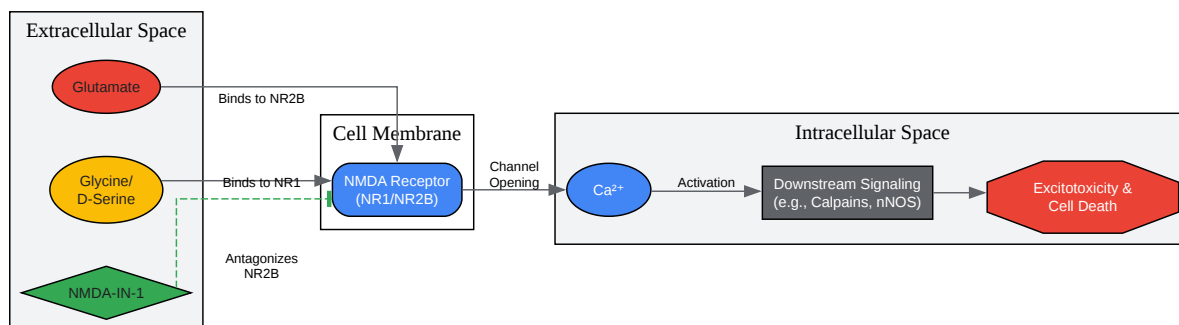 Extracellular Space
Glutamate
Binds to NR2B
Cell Membrane
Intracellular Space
Glycine/
D-Serine
Binds to NR1
NMDA Receptor
(NR1/NR2B)
Channel
Opening
Ca²⁺
Activation
Downstream Signaling
(e.g., Calpains, nNOS)
Excitotoxicity &
Cell Death
Antagonizes
NR2B
NMDA-IN-1